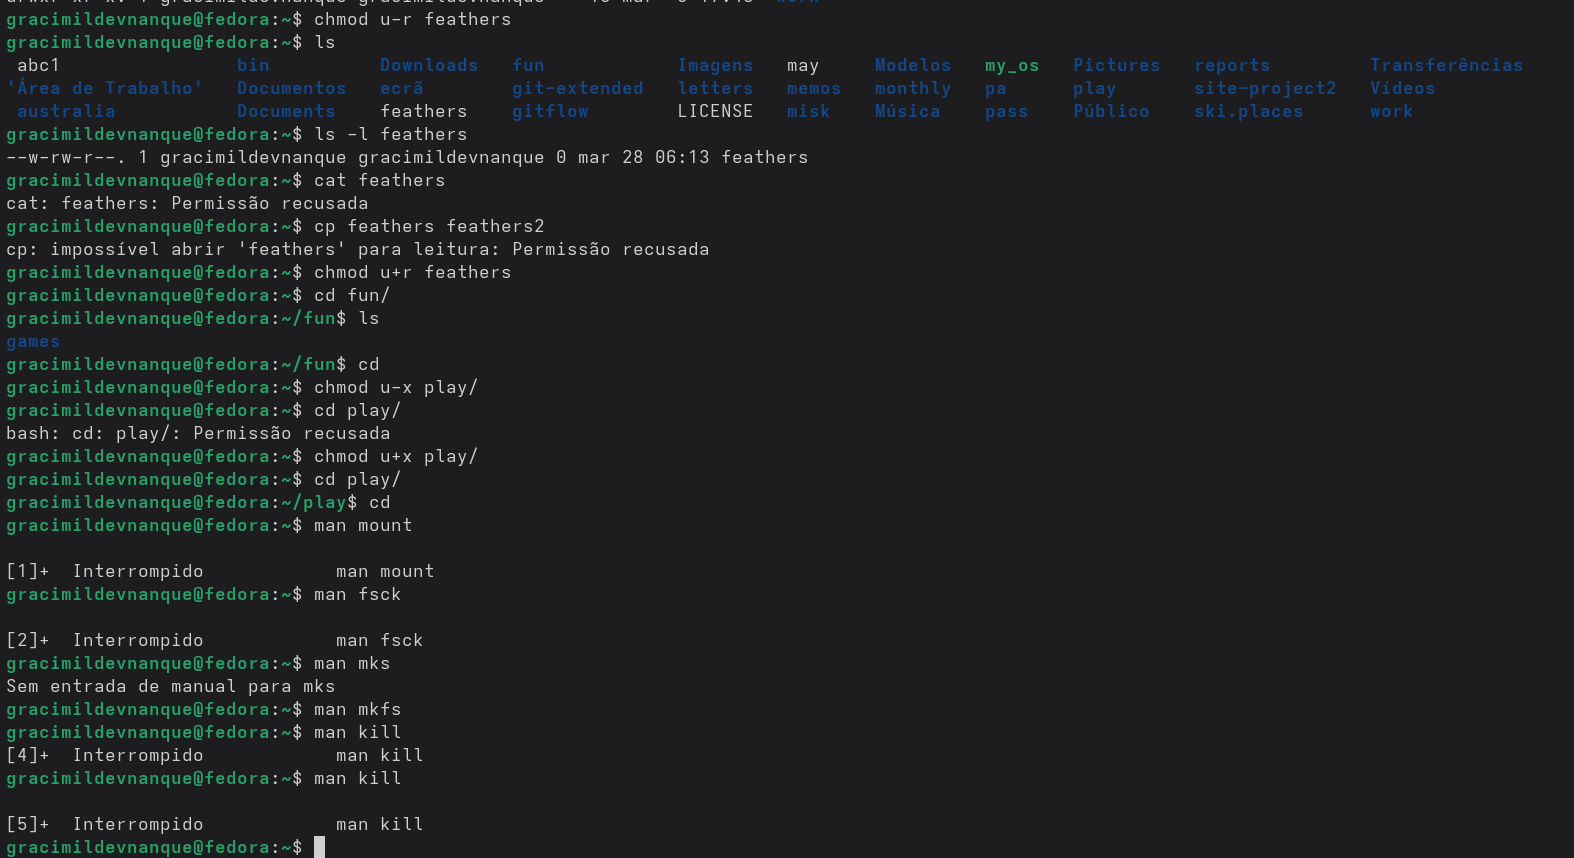 gracimildevnanque@fedora:~$ chmod u-r feathers
gracimildevnanque@fedora:~$ ls
abc1 bin Downloads fun Imagens may Modelos my_os Pictures reports Transferências
'Área de Trabalho' Documentos ecrã git-extended letters memos monthly pa play site-project2 Vídeos
australia Documents feathers gitflow LICENSE misk Música pass Público ski.places work
gracimildevnanque@fedora:~$ ls -l feathers
--w-rw-r--. 1 gracimildevnanque gracimildevnanque 0 mar 28 06:13 feathers
gracimildevnanque@fedora:~$ cat feathers
cat: feathers: Permissão recusada
gracimildevnanque@fedora:~$ cp feathers feathers2
cp: impossível abrir 'feathers' para leitura: Permissão recusada
gracimildevnanque@fedora:~$ chmod u+r feathers
gracimildevnanque@fedora:~$ cd fun/
gracimildevnanque@fedora:~/fun$ ls
games
gracimildevnanque@fedora:~/fun$ cd
gracimildevnanque@fedora:~$ chmod u-x play/
gracimildevnanque@fedora:~$ cd play/
bash: cd: play/: Permissão recusada
gracimildevnanque@fedora:~$ chmod u+x play/
gracimildevnanque@fedora:~$ cd play/
gracimildevnanque@fedora:~/play$ cd
gracimildevnanque@fedora:~$ man mount
[1]+ Interrompido man mount
gracimildevnanque@fedora:~$ man fsck
[2]+ Interrompido man fsck
gracimildevnanque@fedora:~$ man mks
Sem entrada de manual para mks
gracimildevnanque@fedora:~$ man mkfs
gracimildevnanque@fedora:~$ man kill
[4]+ Interrompido man kill
gracimildevnanque@fedora:~$ man kill
[5]+ Interrompido man kill
gracimildevnanque@fedora:~$